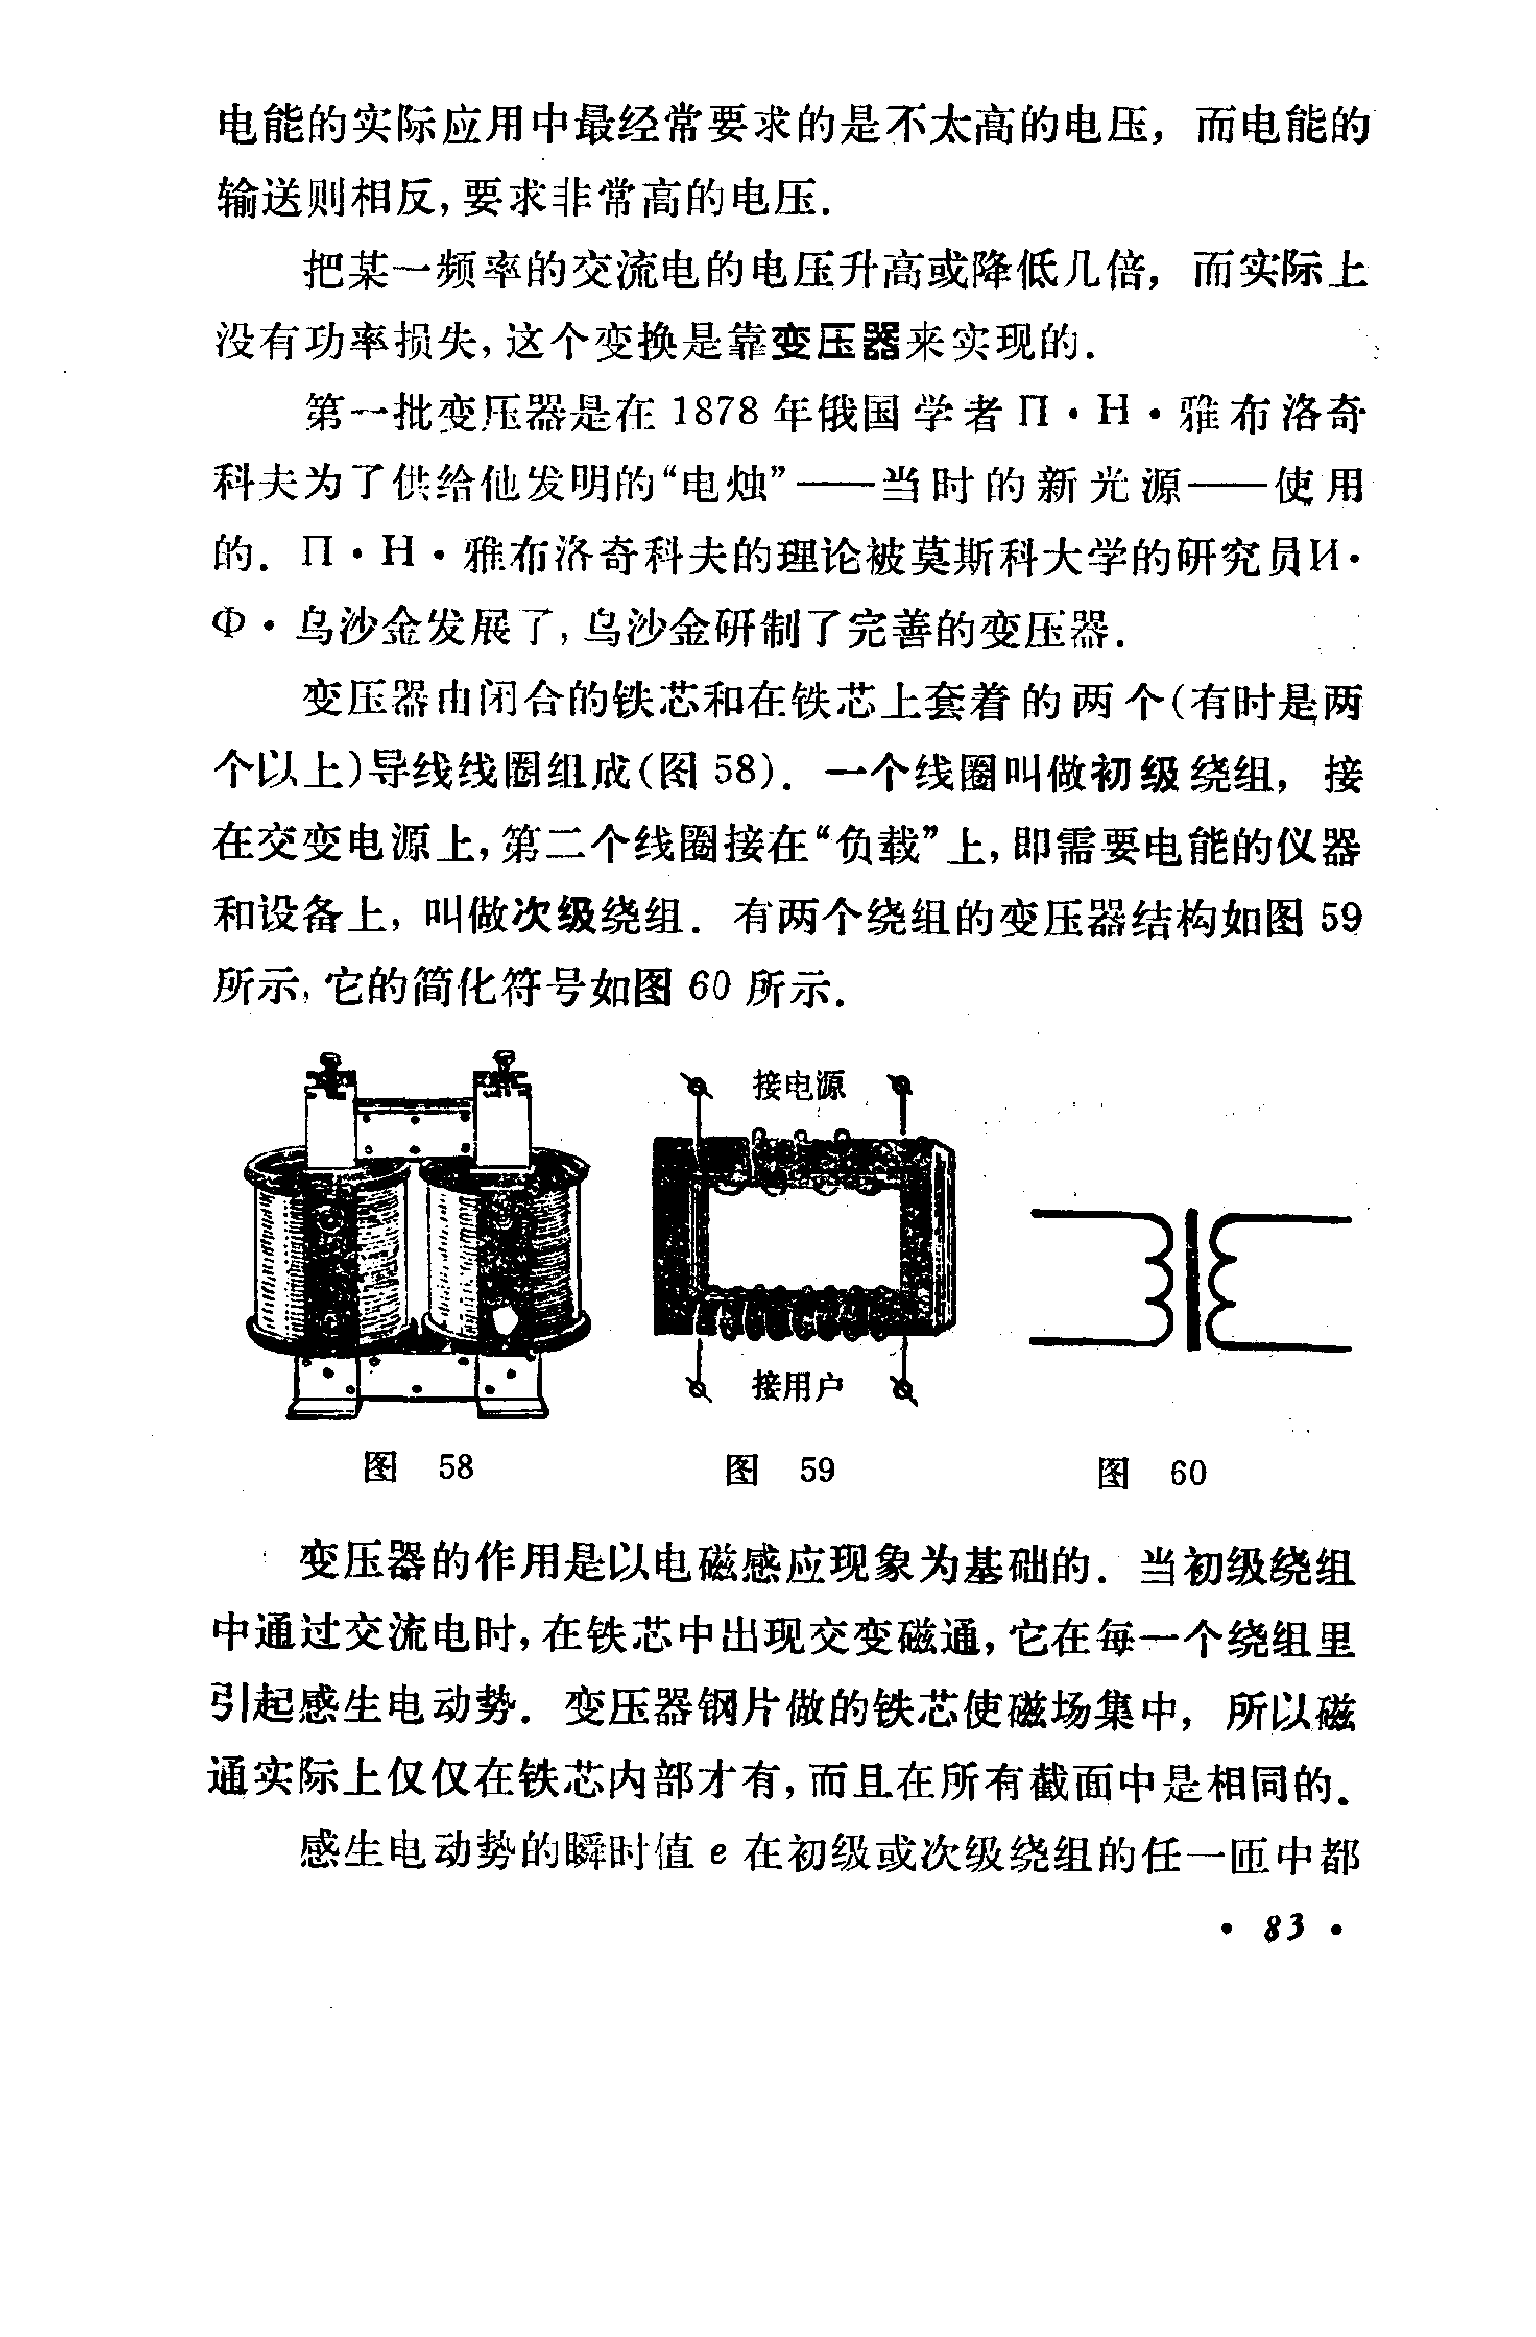 电能的实际应用中最经常要求的是不太高的电压，而电能的
输送则相反，要求非常高的电压．
把某一频率的交流电的电压升高或降低几倍，而实际上
没有功率损失，这个变换是靠变压器来实现的．
第一批变压器是在 1878 年俄国学者 П·Н·雅布洛奇
科夫为了供给他发明的“电烛”——当时的新光源——使用
的．П·Н·雅布洛奇科夫的理论被莫斯科大学的研究员И·
Ф·乌沙金发展了，乌沙金研制了完善的变压器．
变压器由闭合的铁芯和在铁芯上套着的两个(有时是两
个以上)导线线圈组成(图 58)．一个线圈叫做初级绕组，接
在交变电源上，第二个线圈接在“负载”上，即需要电能的仪器
和设备上，叫做次级绕组．有两个绕组的变压器结构如图 59
所示，它的简化符号如图 60 所示．
接电源
接用户
图 58
图 59
图 60
变压器的作用是以电磁感应现象为基础的．当初级绕组
中通过交流电时，在铁芯中出现交变磁通，它在每一个绕组里
引起感生电动势．变压器钢片做的铁芯使磁场集中，所以磁
通实际上仅仅在铁芯内部才有，而且在所有截面中是相同的．
感生电动势的瞬时值 e 在初级或次级绕组的任一匝中都
· 83 ·